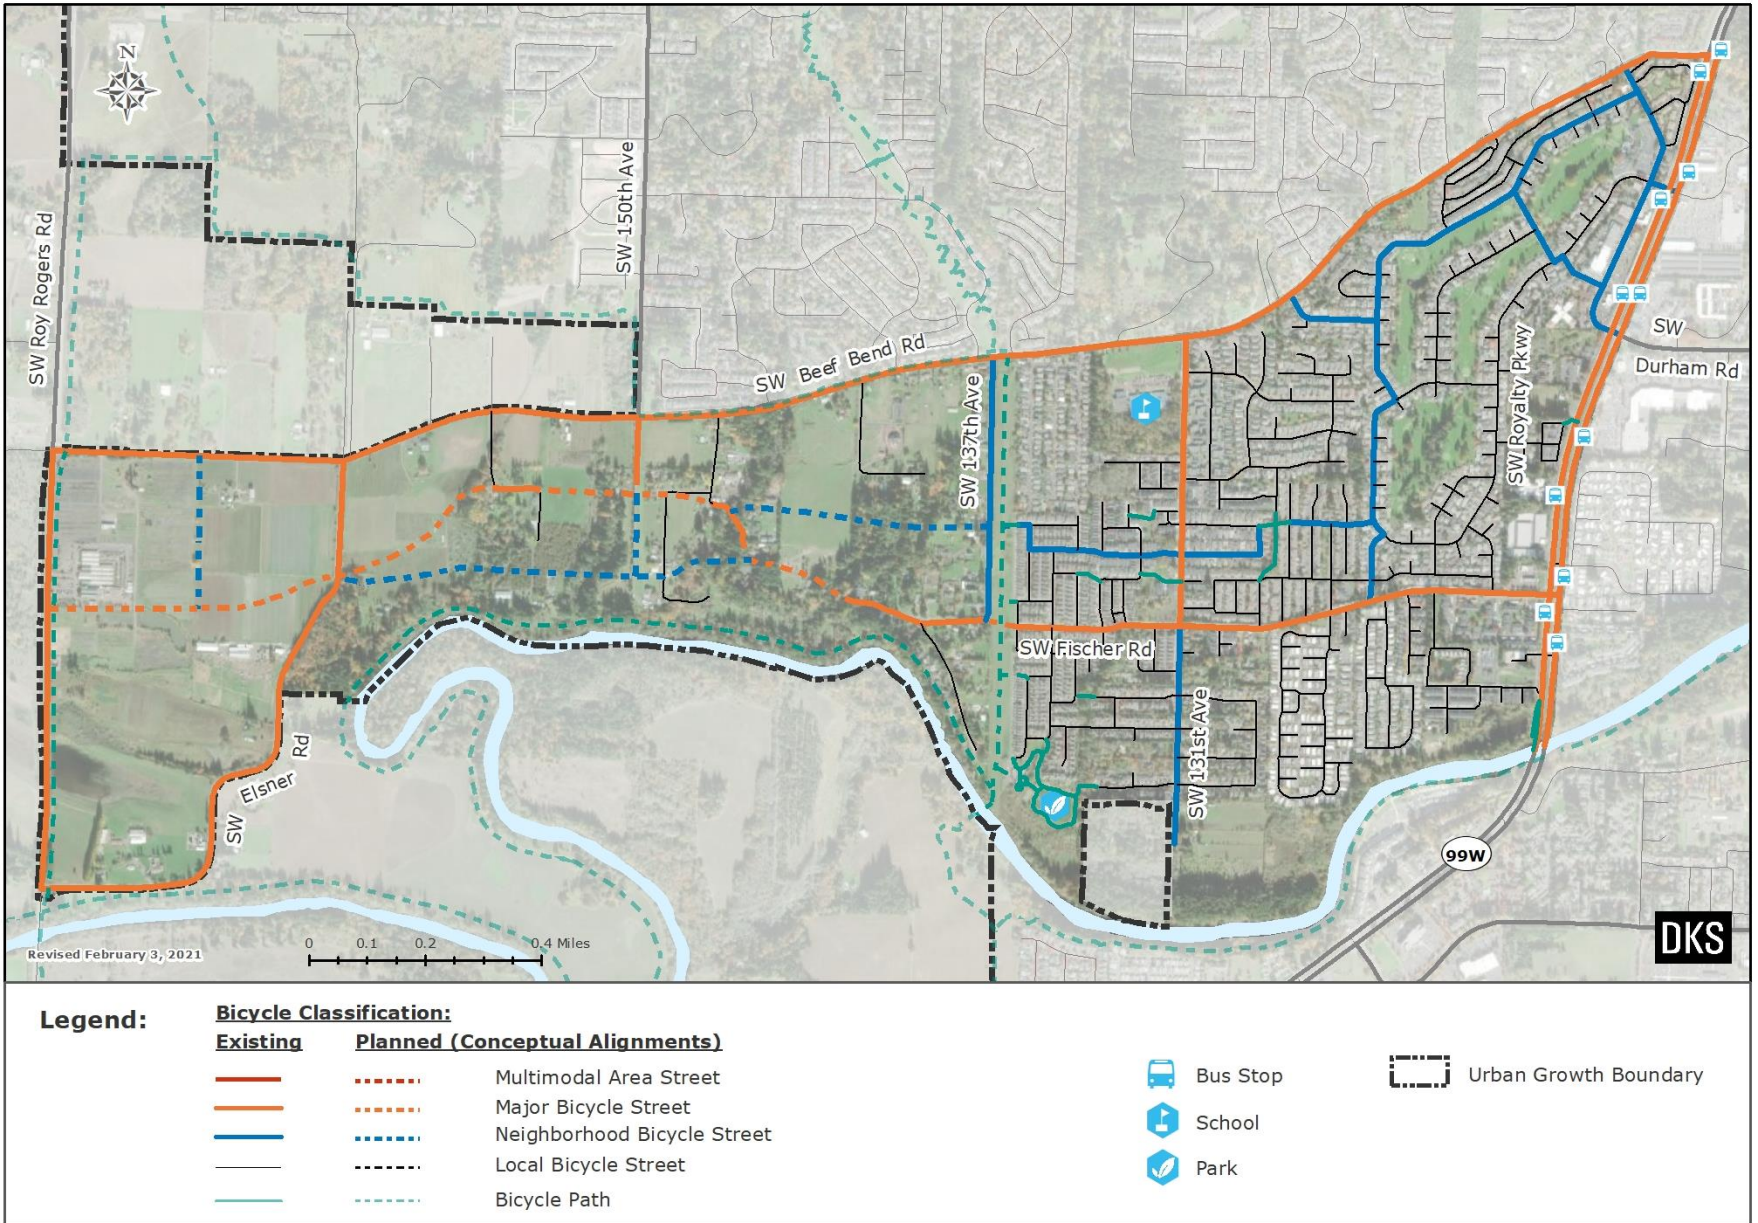 N
SW Roy Rogers Rd
SW 150th Ave
SW Beef Bend Rd
SW 137th Ave
SW Royalty Pkwy
SW
Durham Rd
SW Fischer Rd
SW 131st Ave
SW Elsner Rd
99W
DKS
Revised February 3, 2021
0 0.1 0.2 0.4 Miles
Legend:
Bicycle Classification:
Existing Planned (Conceptual Alignments)
Multimodal Area Street
Major Bicycle Street
Neighborhood Bicycle Street
Local Bicycle Street
Bicycle Path
Bus Stop
School
Park
Urban Growth Boundary